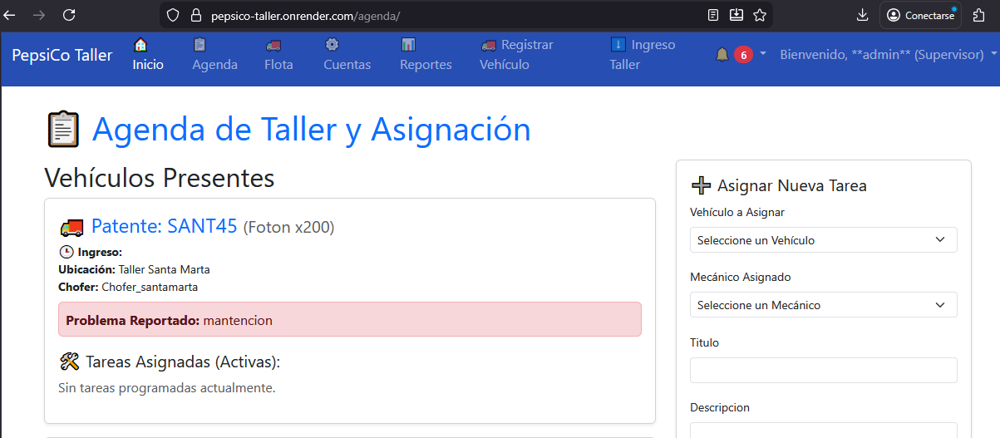 pepsico-taller.onrender.com/agenda/
Conectarse
PepsiCo Taller
Inicio
Agenda
Flota
Cuentas
Reportes
Registrar
Vehículo
Ingreso
Taller
6
Bienvenido, **admin** (Supervisor)
Agenda de Taller y Asignación
Vehículos Presentes
Patente: SANT45 (Foton x200)
Ingreso:
Ubicación: Taller Santa Marta
Chofer: Chofer_santamarta
Problema Reportado: mantencion
Tareas Asignadas (Activas):
Sin tareas programadas actualmente.
Asignar Nueva Tarea
Vehículo a Asignar
Seleccione un Vehículo
Mecánico Asignado
Seleccione un Mecánico
Titulo
Descripcion